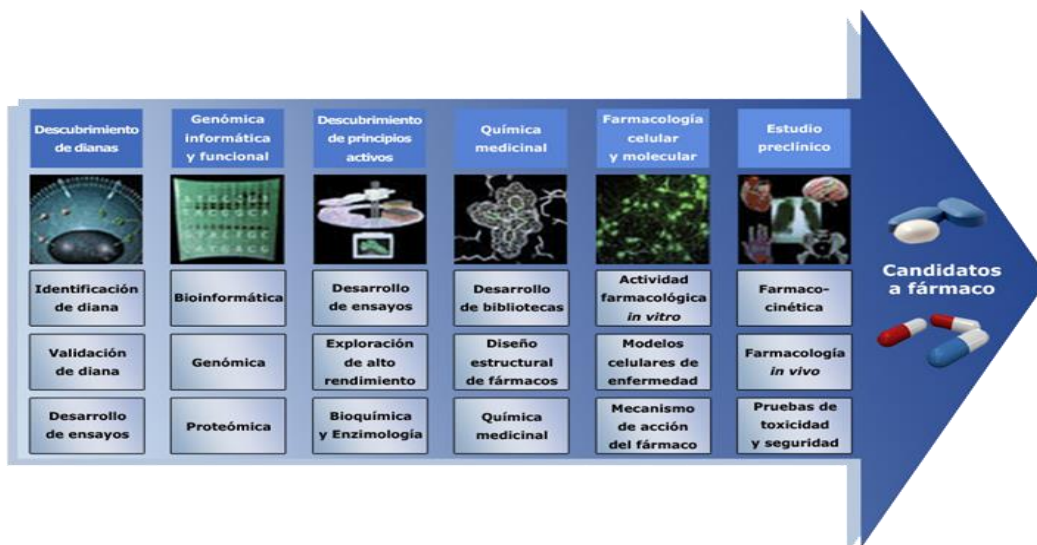 Descubrimiento
de dianas
Genómica
informática
y funcional
Descubrimiento
de principios
activos
Química
medicinal
Farmacología
celular
y molecular
Estudio
preclínico
Identificación
de diana
Bioinformática
Desarrollo
de ensayos
Desarrollo
de bibliotecas
Actividad
farmacológica
in vitro
Farmaco-
cinética
Validación
de diana
Genómica
Exploración
de alto
rendimiento
Diseño
estructural
de fármacos
Modelos
celulares de
enfermedad
Farmacología
in vivo
Desarrollo
de ensayos
Proteómica
Bioquímica
y Enzimología
Química
medicinal
Mecanismo
de acción
del fármaco
Pruebas de
toxicidad
y seguridad
Candidatos
a fármaco